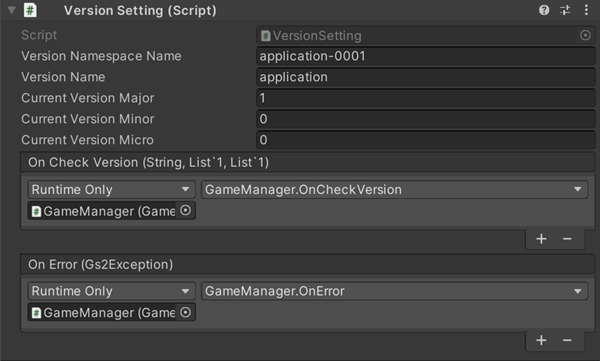 Version Setting (Script)
Script VersionSetting
Version Namespace Name application-0001
Version Name application
Current Version Major 1
Current Version Minor 0
Current Version Micro 0
On Check Version (String, List`1, List`1)
Runtime Only GameManager.OnCheckVersion
GameManager (Game
On Error (Gs2Exception)
Runtime Only GameManager.OnError
GameManager (Game